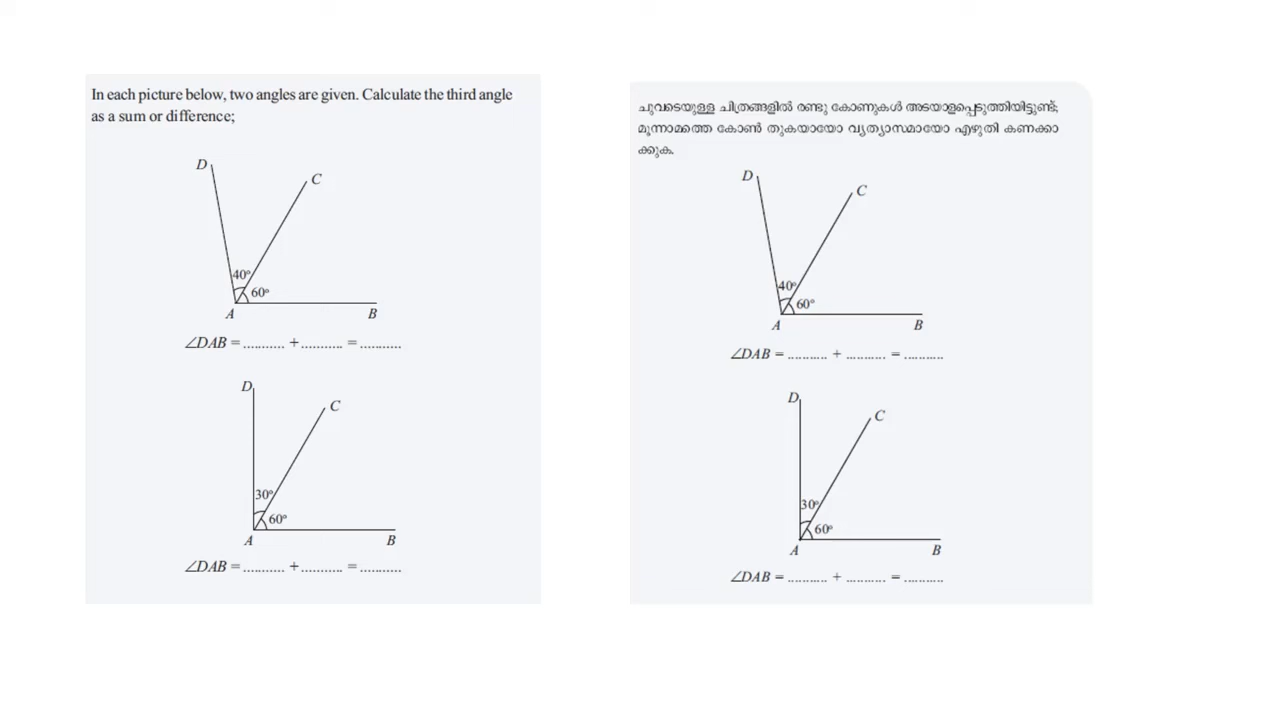 In each picture below, two angles are given. Calculate the third angle
as a sum or difference;
D
C
40°
60°
A
B
∠DAB = ........... + ........... = ...........
D
C
30°
60°
A
B
∠DAB = ........... + ........... = ...........
ചുവടെയുള്ള ചിത്രങ്ങളിൽ രണ്ടു കോണുകൾ അടയാളപ്പെടുത്തിയിട്ടുണ്ട്;
മൂന്നാമത്തെ കോൺ തുകയായോ വ്യത്യാസമായോ എഴുതി കണക്കാ
ക്കുക.
D
C
40°
60°
A
B
∠DAB = ........... + ........... = ...........
D
C
30°
60°
A
B
∠DAB = ........... + ........... = ...........